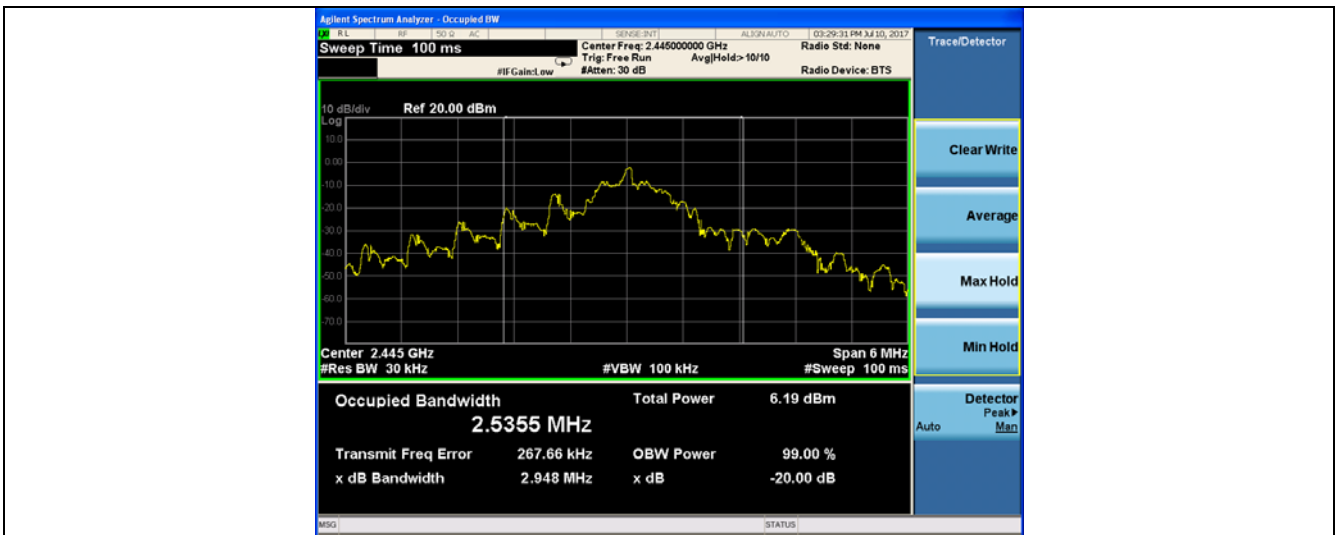 Agilent Spectrum Analyzer - Occupied BW
RL RF 50 Ω AC SENSE:INT ALIGN AUTO 03:29:31 PM Jul 10, 2017
Sweep Time 100 ms
Center Freq: 2.445000000 GHz
Radio Std: None
Trig: Free Run Avg|Hold:> 10/10
#IFGain:Low #Atten: 30 dB
Radio Device: BTS
Trace/Detector
10 dB/div Ref 20.00 dBm
Log
10.0
0.00
-10.0
-20.0
-30.0
-40.0
-50.0
-60.0
-70.0
Center 2.445 GHz Span 6 MHz
#Res BW 30 kHz #VBW 100 kHz #Sweep 100 ms
Clear Write
Average
Max Hold
Min Hold
Detector
Peak▶
Auto Man
Occupied Bandwidth Total Power 6.19 dBm
2.5355 MHz
Transmit Freq Error 267.66 kHz OBW Power 99.00 %
x dB Bandwidth 2.948 MHz x dB -20.00 dB
MSG STATUS